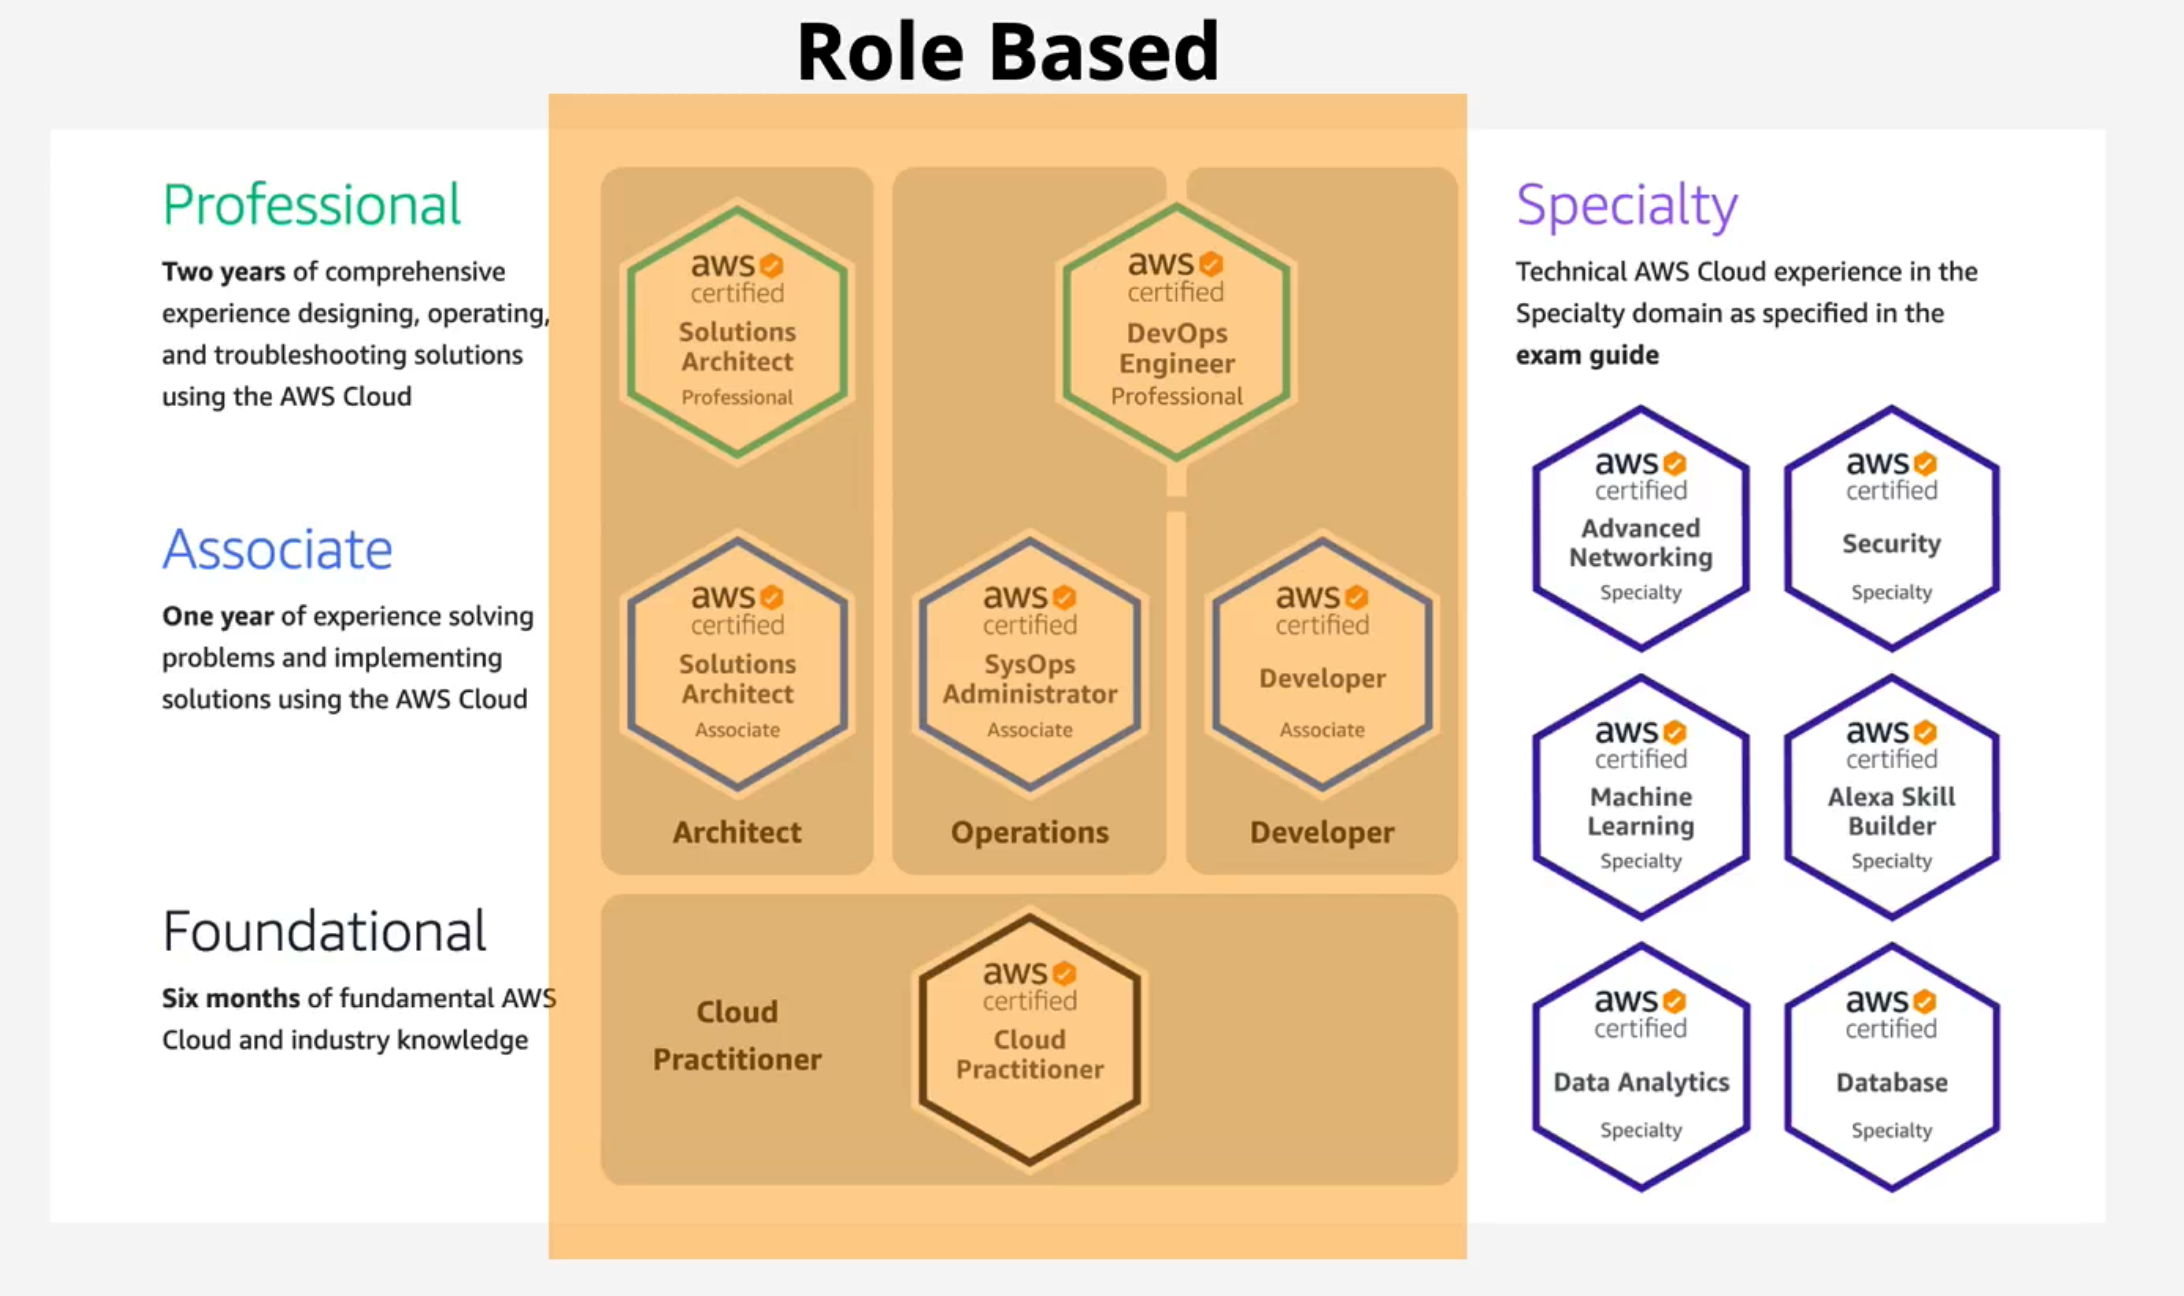 Role Based
Professional
Two years of comprehensive
experience designing, operating,
and troubleshooting solutions
using the AWS Cloud
aws
certified
Solutions
Architect
Professional
aws
certified
DevOps
Engineer
Professional
Associate
One year of experience solving
problems and implementing
solutions using the AWS Cloud
aws
certified
Solutions
Architect
Associate
Architect
aws
certified
SysOps
Administrator
Associate
Operations
aws
certified
Developer
Associate
Developer
Foundational
Six months of fundamental AWS
Cloud and industry knowledge
Cloud
Practitioner
aws
certified
Cloud
Practitioner
Specialty
Technical AWS Cloud experience in the
Specialty domain as specified in the
exam guide
aws
certified
Advanced
Networking
Specialty
aws
certified
Security
Specialty
aws
certified
Machine
Learning
Specialty
aws
certified
Alexa Skill
Builder
Specialty
aws
certified
Data Analytics
Specialty
aws
certified
Database
Specialty